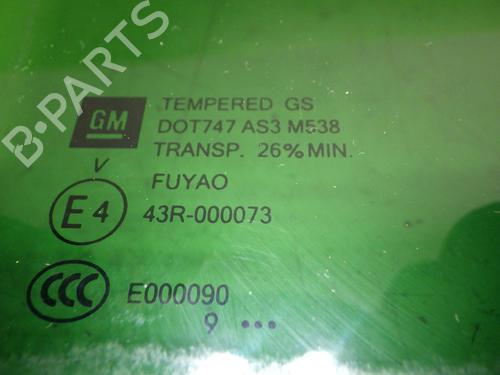 GM
TEMPERED GS
DOT747 AS3 M538
TRANSP. 26% MIN.
V
FUYAO
E4
43R-000073
CCC
E000090
9 ...
B-PARTS